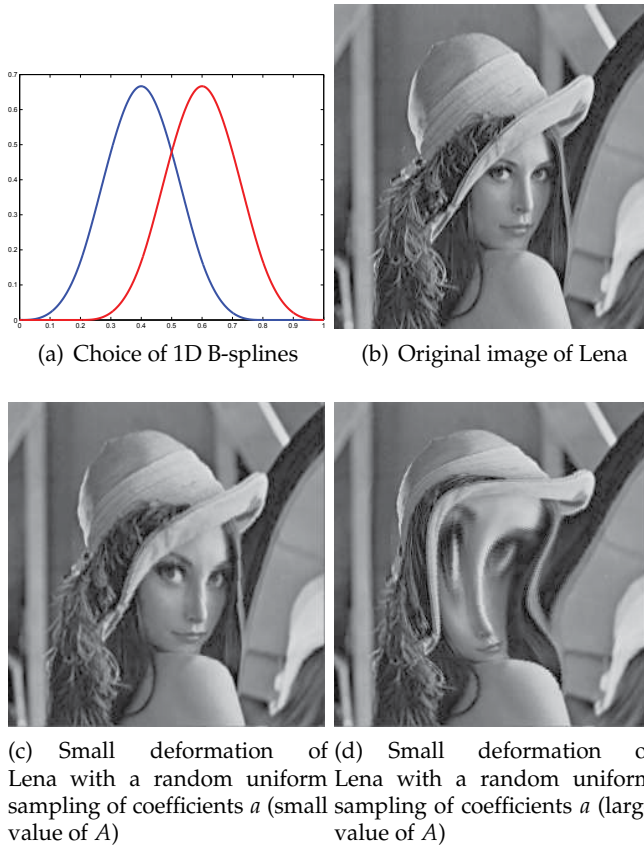 0.7
0.6
0.5
0.4
0.3
0.2
0.1
0
0 0.1 0.2 0.3 0.4 0.5 0.6 0.7 0.8 0.9 1
(a) Choice of 1D B-splines
(b) Original image of Lena
(c) Small deformation of
Lena with a random uniform
sampling of coefficients a (small
value of A)
(d) Small deformation o
Lena with a random uniform
sampling of coefficients a (larg
value of A)